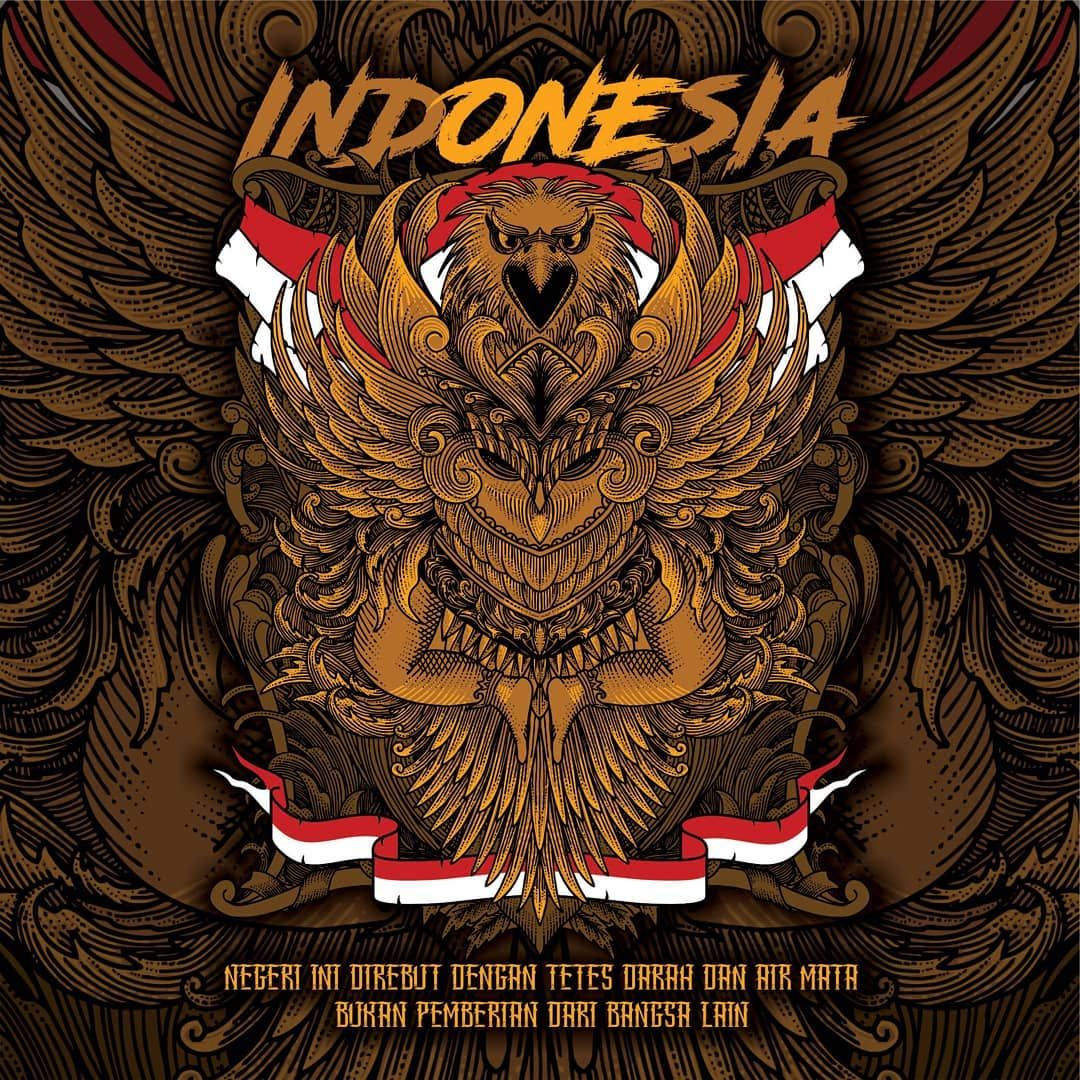 INDONESIA
NEGERI INI DIREBUT DENGAN TETES DARAH DAN AIR MATA
BUKAN PEMBERIAN DARI BANGSA LAIN